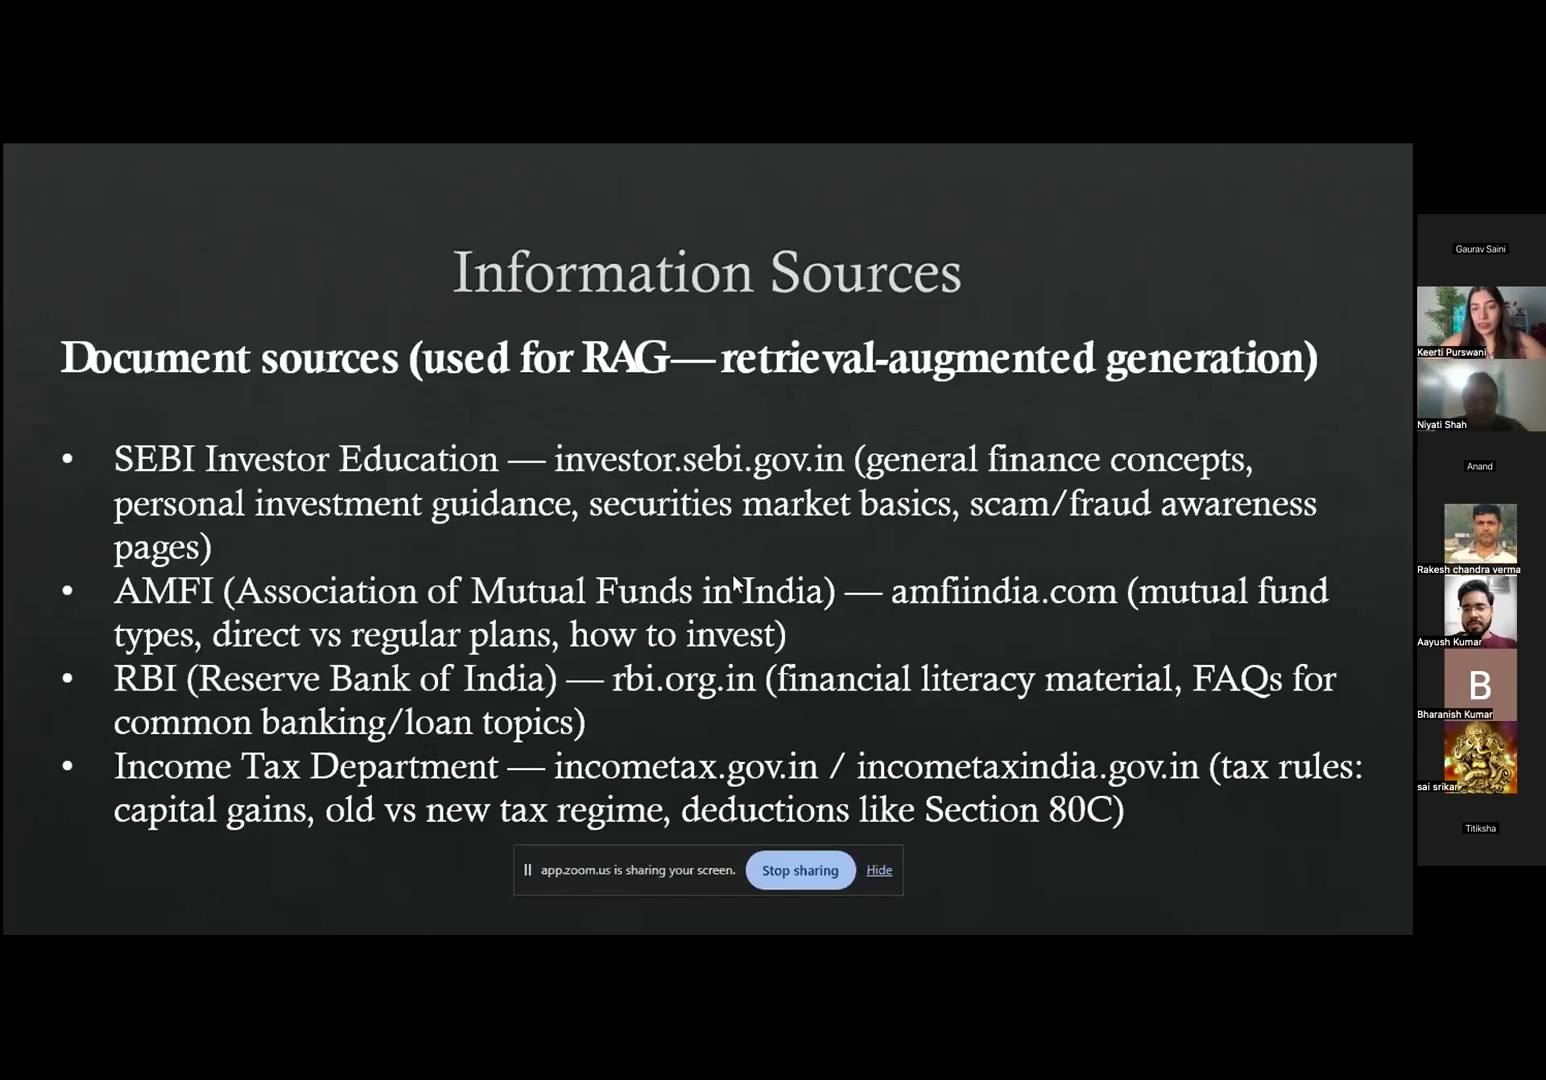 Information Sources
Document sources (used for RAG—retrieval-augmented generation)
• SEBI Investor Education — investor.sebi.gov.in (general finance concepts,
personal investment guidance, securities market basics, scam/fraud awareness
pages)
• AMFI (Association of Mutual Funds in India) — amfiindia.com (mutual fund
types, direct vs regular plans, how to invest)
• RBI (Reserve Bank of India) — rbi.org.in (financial literacy material, FAQs for
common banking/loan topics)
• Income Tax Department — incometax.gov.in / incometaxindia.gov.in (tax rules:
capital gains, old vs new tax regime, deductions like Section 80C)
app.zoom.us is sharing your screen.
Stop sharing
Hide
Gaurav Saini
Keerti Purswani
Niyati Shah
Anand
Rakesh chandra verma
Aayush Kumar
B
Bharanish Kumar
sai srikar
Titiksha